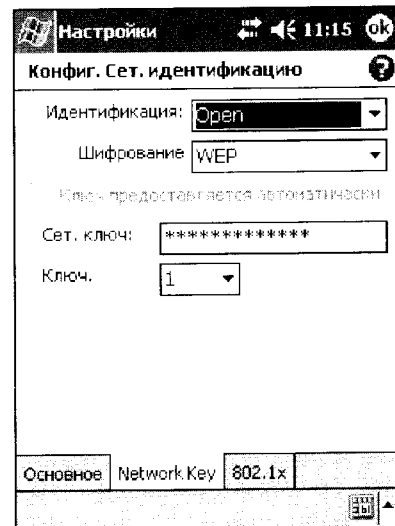 Настройки 11:15 ok
Конфиг. Сет. идентификацию ?
Идентификация: Open
Шифрование WEP
Ключ предоставляется автоматически
Сет. ключ: *************
Ключ. 1
Основное Network Key 802.1x